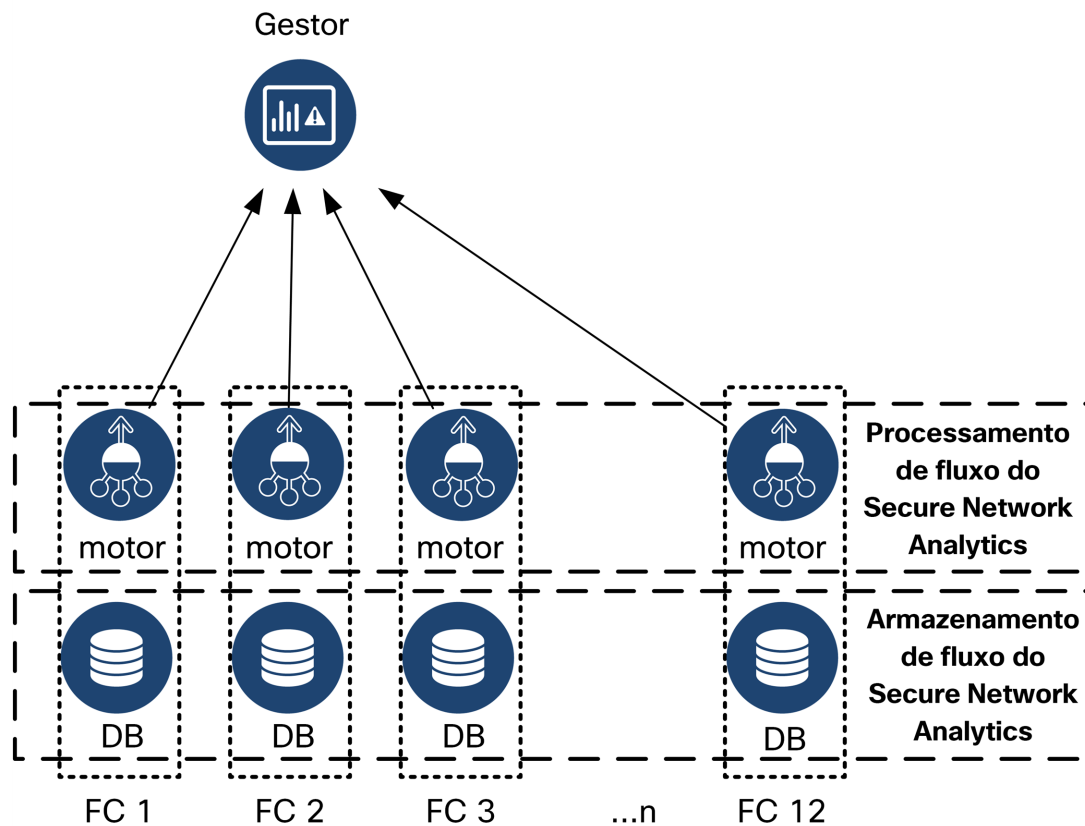 Gestor
motor
motor
motor
motor
Processamento
de fluxo do
Secure Network
Analytics
DB
DB
DB
DB
Armazenamento
de fluxo do
Secure Network
Analytics
FC 1
FC 2
FC 3
...n
FC 12